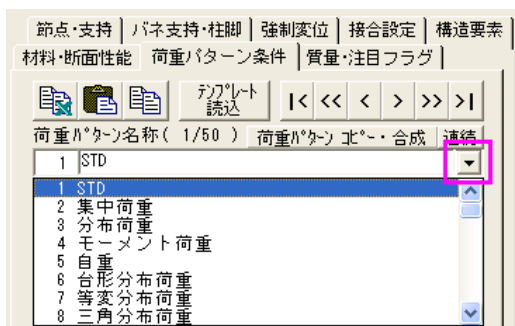 節点・支持 バネ支持・柱脚 強制変位 接合設定 構造要素
材料・断面性能 荷重パターン条件 質量・注目フラグ
ﾃﾝﾌﾟﾚｰﾄ
読込
|< << < > >> >|
荷重ﾊﾟﾀｰﾝ名称( 1/50 ) 荷重ﾊﾟﾀｰﾝ ｺﾋﾟｰ・合成 連続
1 STD
1 STD
2 集中荷重
3 分布荷重
4 モーメント荷重
5 自重
6 台形分布荷重
7 等変分布荷重
8 三角分布荷重